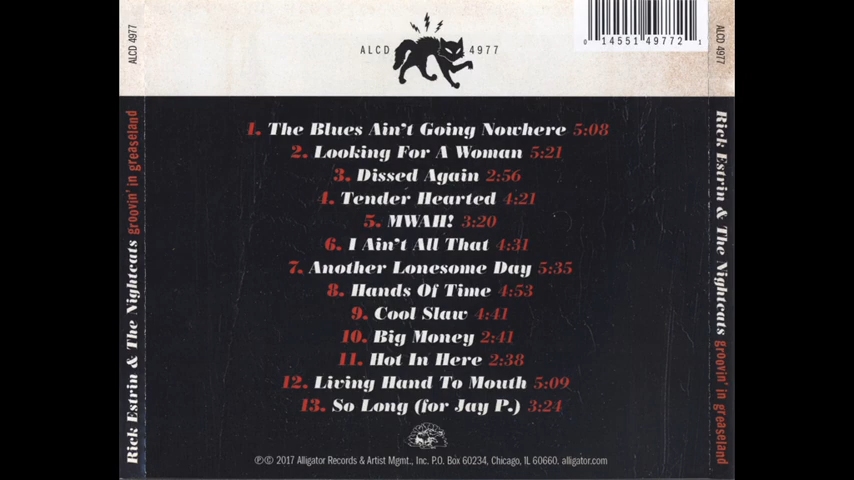 ALCD 4977
ALCD 4977
0 14551 49772 1
ALCD 4977
1. The Blues Ain't Going Nowhere 5:08
2. Looking For A Woman 5:21
3. Dissed Again 2:56
4. Tender Hearted 4:21
5. MWAH! 3:20
6. I Ain't All That 4:31
7. Another Lonesome Day 5:35
8. Hands Of Time 4:53
9. Cool Slaw 4:41
10. Big Money 2:41
11. Hot In Here 2:38
12. Living Hand To Mouth 5:09
13. So Long (for Jay P.) 3:24
℗© 2017 Alligator Records & Artist Mgmt., Inc. P.O. Box 60234, Chicago, IL 60660. alligator.com
Rick Estrin & The Nightcats groovin' in greaseland
Rick Estrin & The Nightcats groovin' in greaseland